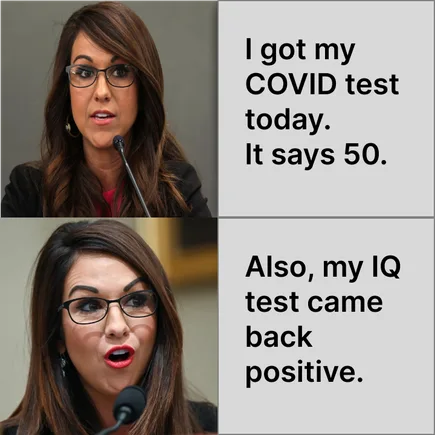 I got my
COVID test
today.
It says 50.
Also, my IQ
test came
back
positive.